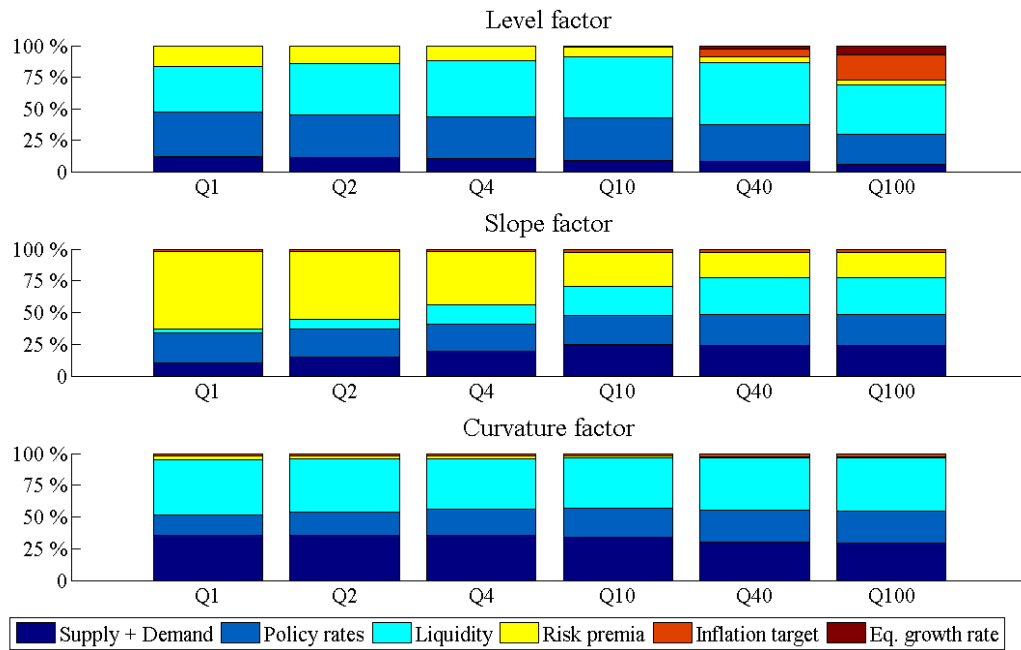 Level factor
100 %
75 %
50 %
25 %
0
Q1 Q2 Q4 Q10 Q40 Q100
Slope factor
100 %
75 %
50 %
25 %
0
Q1 Q2 Q4 Q10 Q40 Q100
Curvature factor
100 %
75 %
50 %
25 %
0
Q1 Q2 Q4 Q10 Q40 Q100
Supply + Demand Policy rates Liquidity Risk premia Inflation target Eq. growth rate